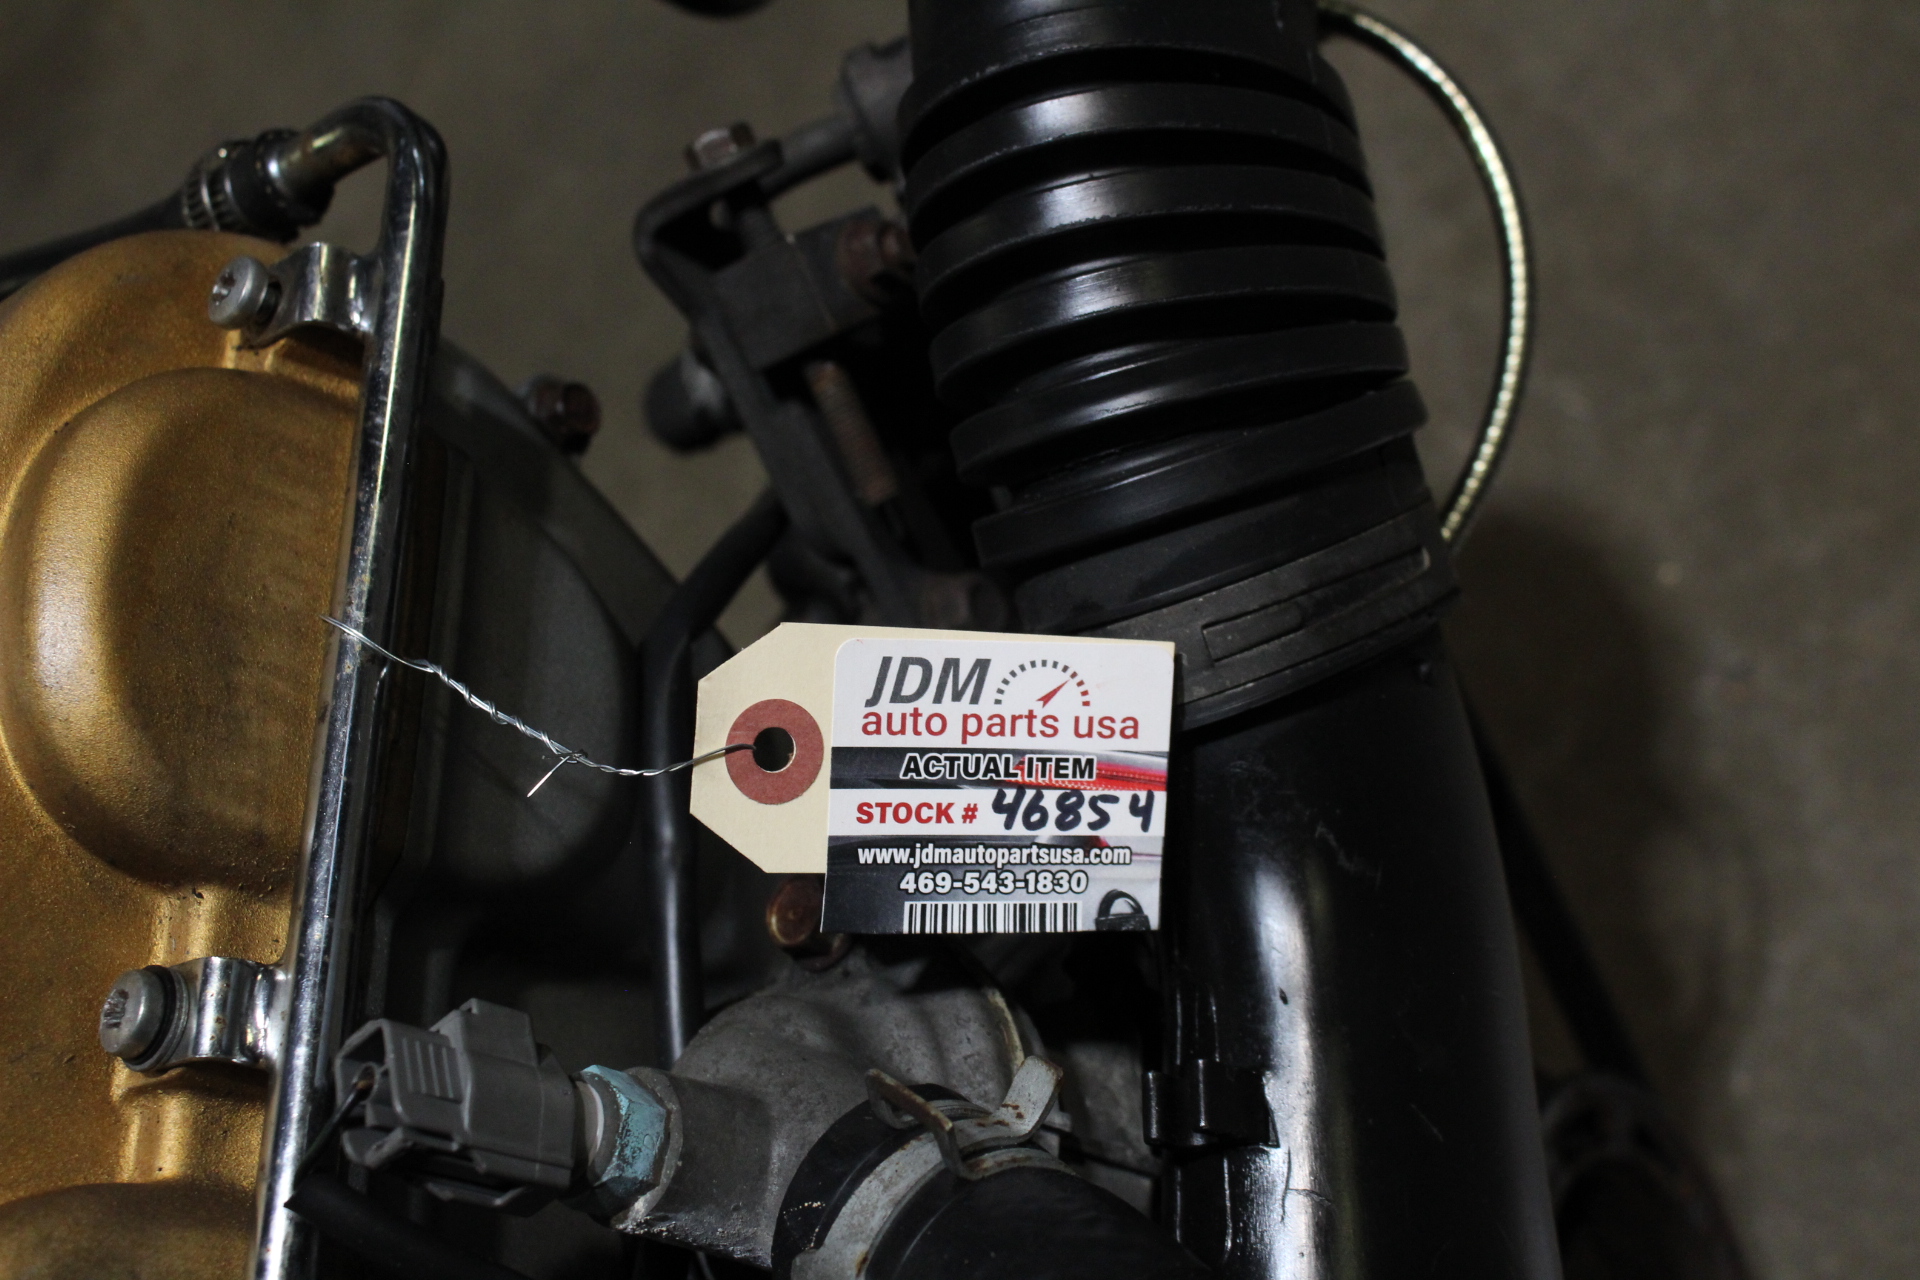 JDM
auto parts usa
ACTUAL ITEM
STOCK # 46854
www.jdmautopartsusa.com
469-543-1830